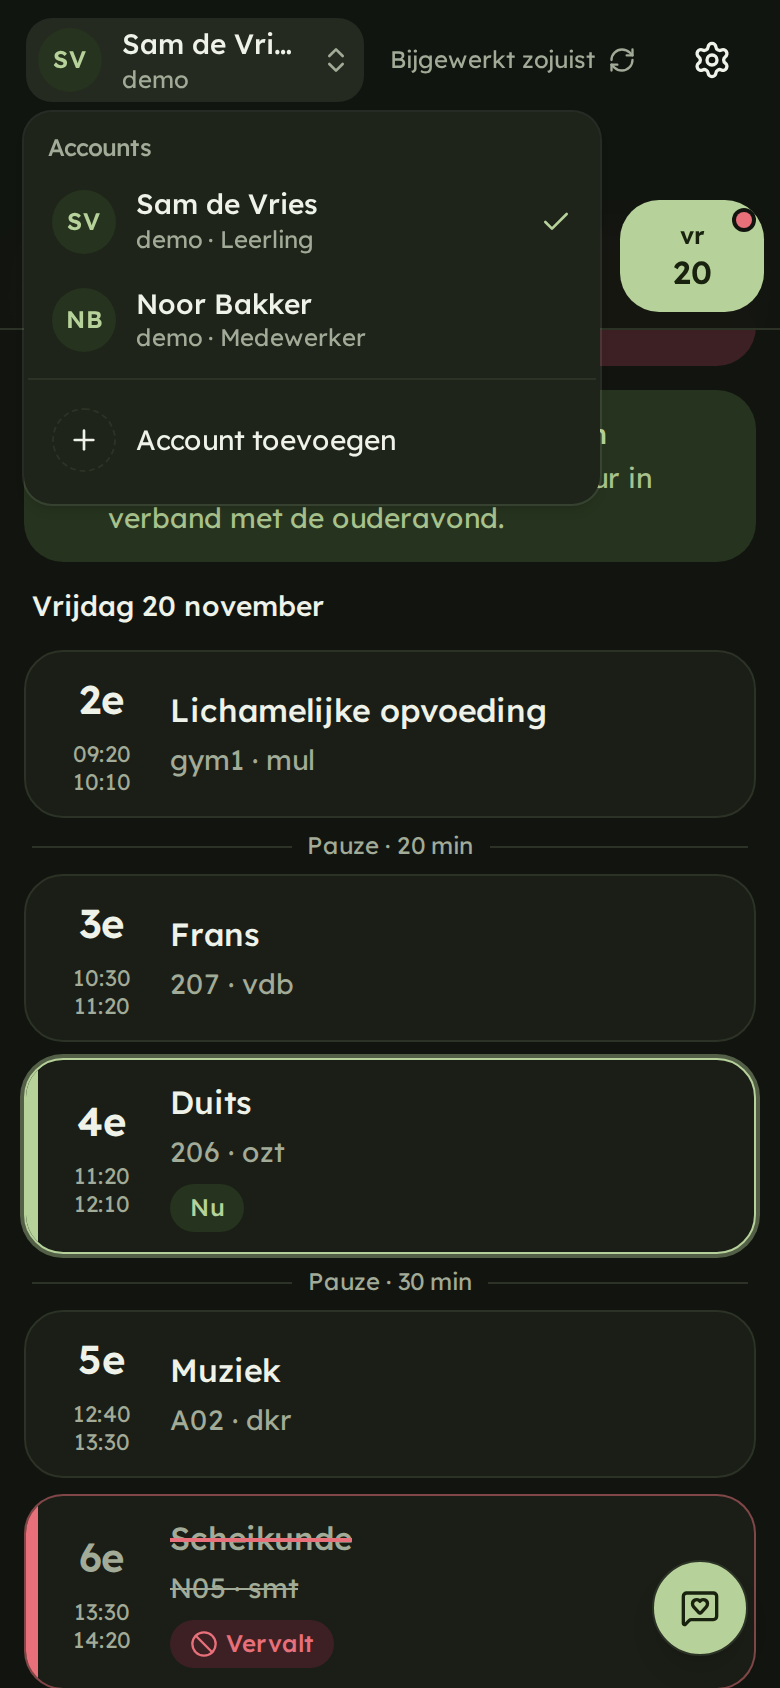 SV
Sam de Vri...
demo
Bijgewerkt zojuist
Accounts
SV
Sam de Vries
demo · Leerling
NB
Noor Bakker
demo · Medewerker
Account toevoegen
vr
20
in
verband met de ouderavond.
Vrijdag 20 november
2e
09:20
10:10
Lichamelijke opvoeding
gym1 · mul
Pauze · 20 min
3e
10:30
11:20
Frans
207 · vdb
4e
11:20
12:10
Duits
206 · ozt
Nu
Pauze · 30 min
5e
12:40
13:30
Muziek
A02 · dkr
6e
13:30
14:20
Scheikunde
N05 · smt
Vervalt